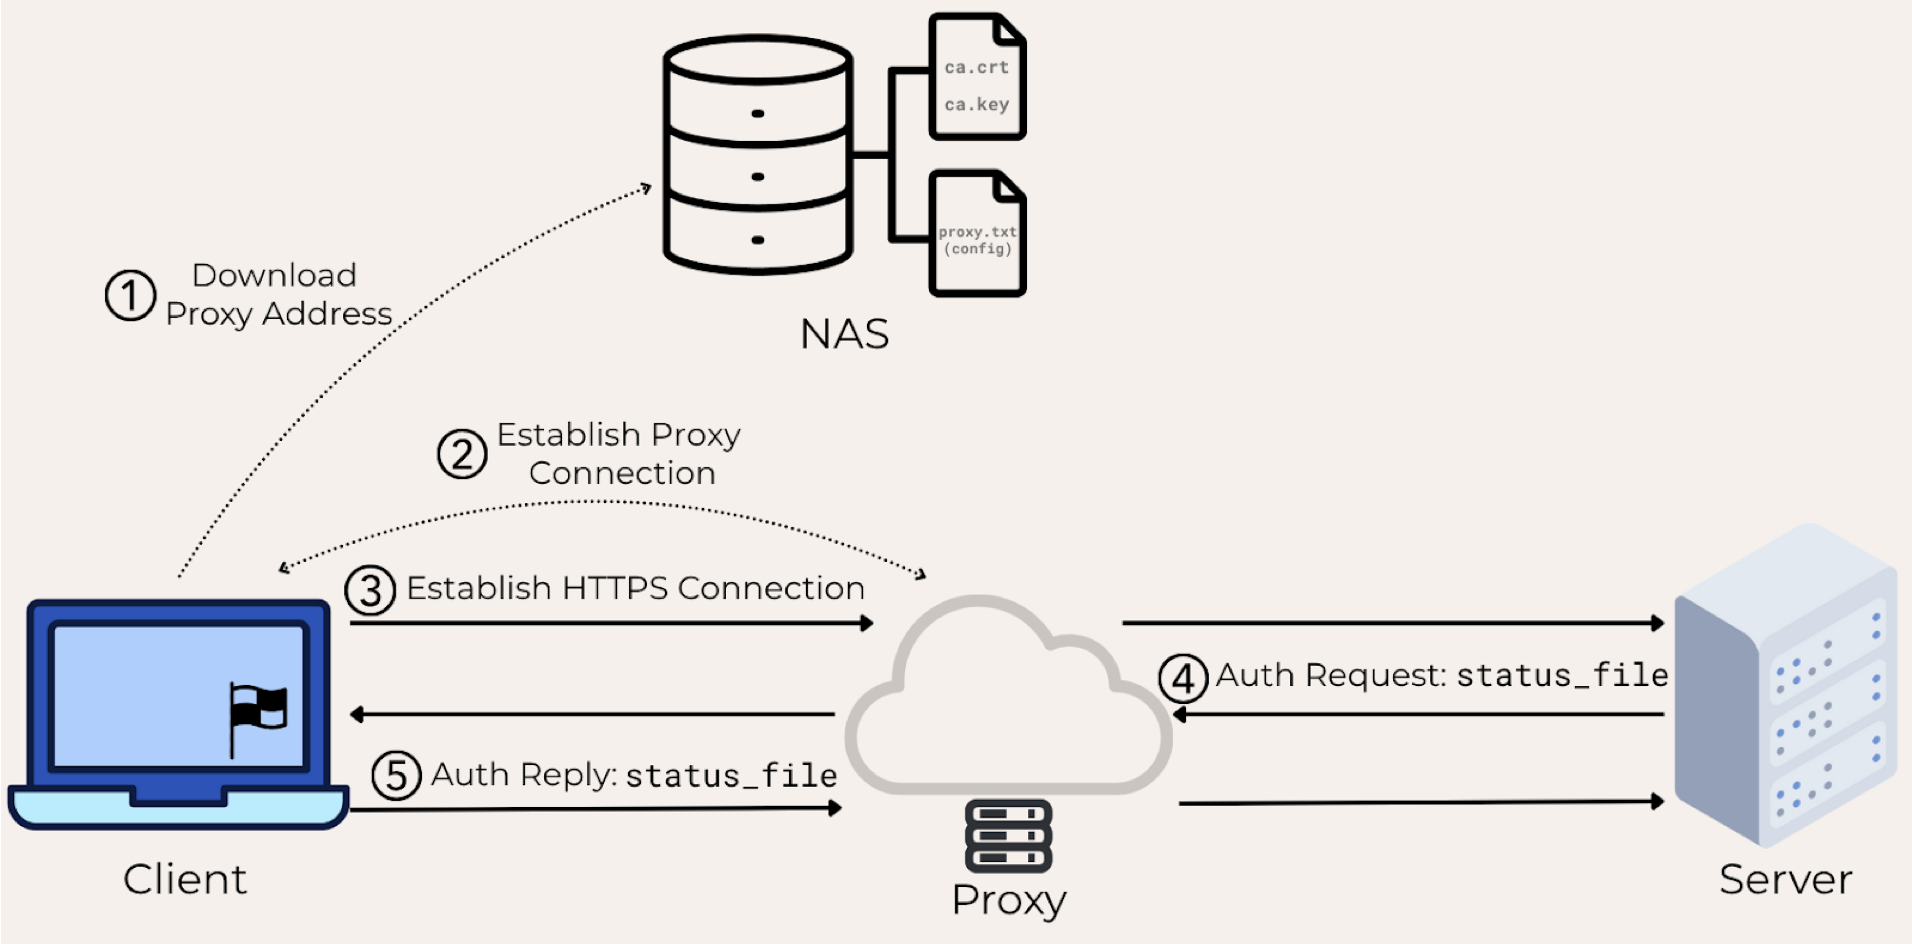 ca.crt
ca.key
proxy.txt
(config)
NAS
1 Download
Proxy Address
2 Establish Proxy
Connection
3 Establish HTTPS Connection
4 Auth Request: status_file
5 Auth Reply: status_file
Client
Proxy
Server